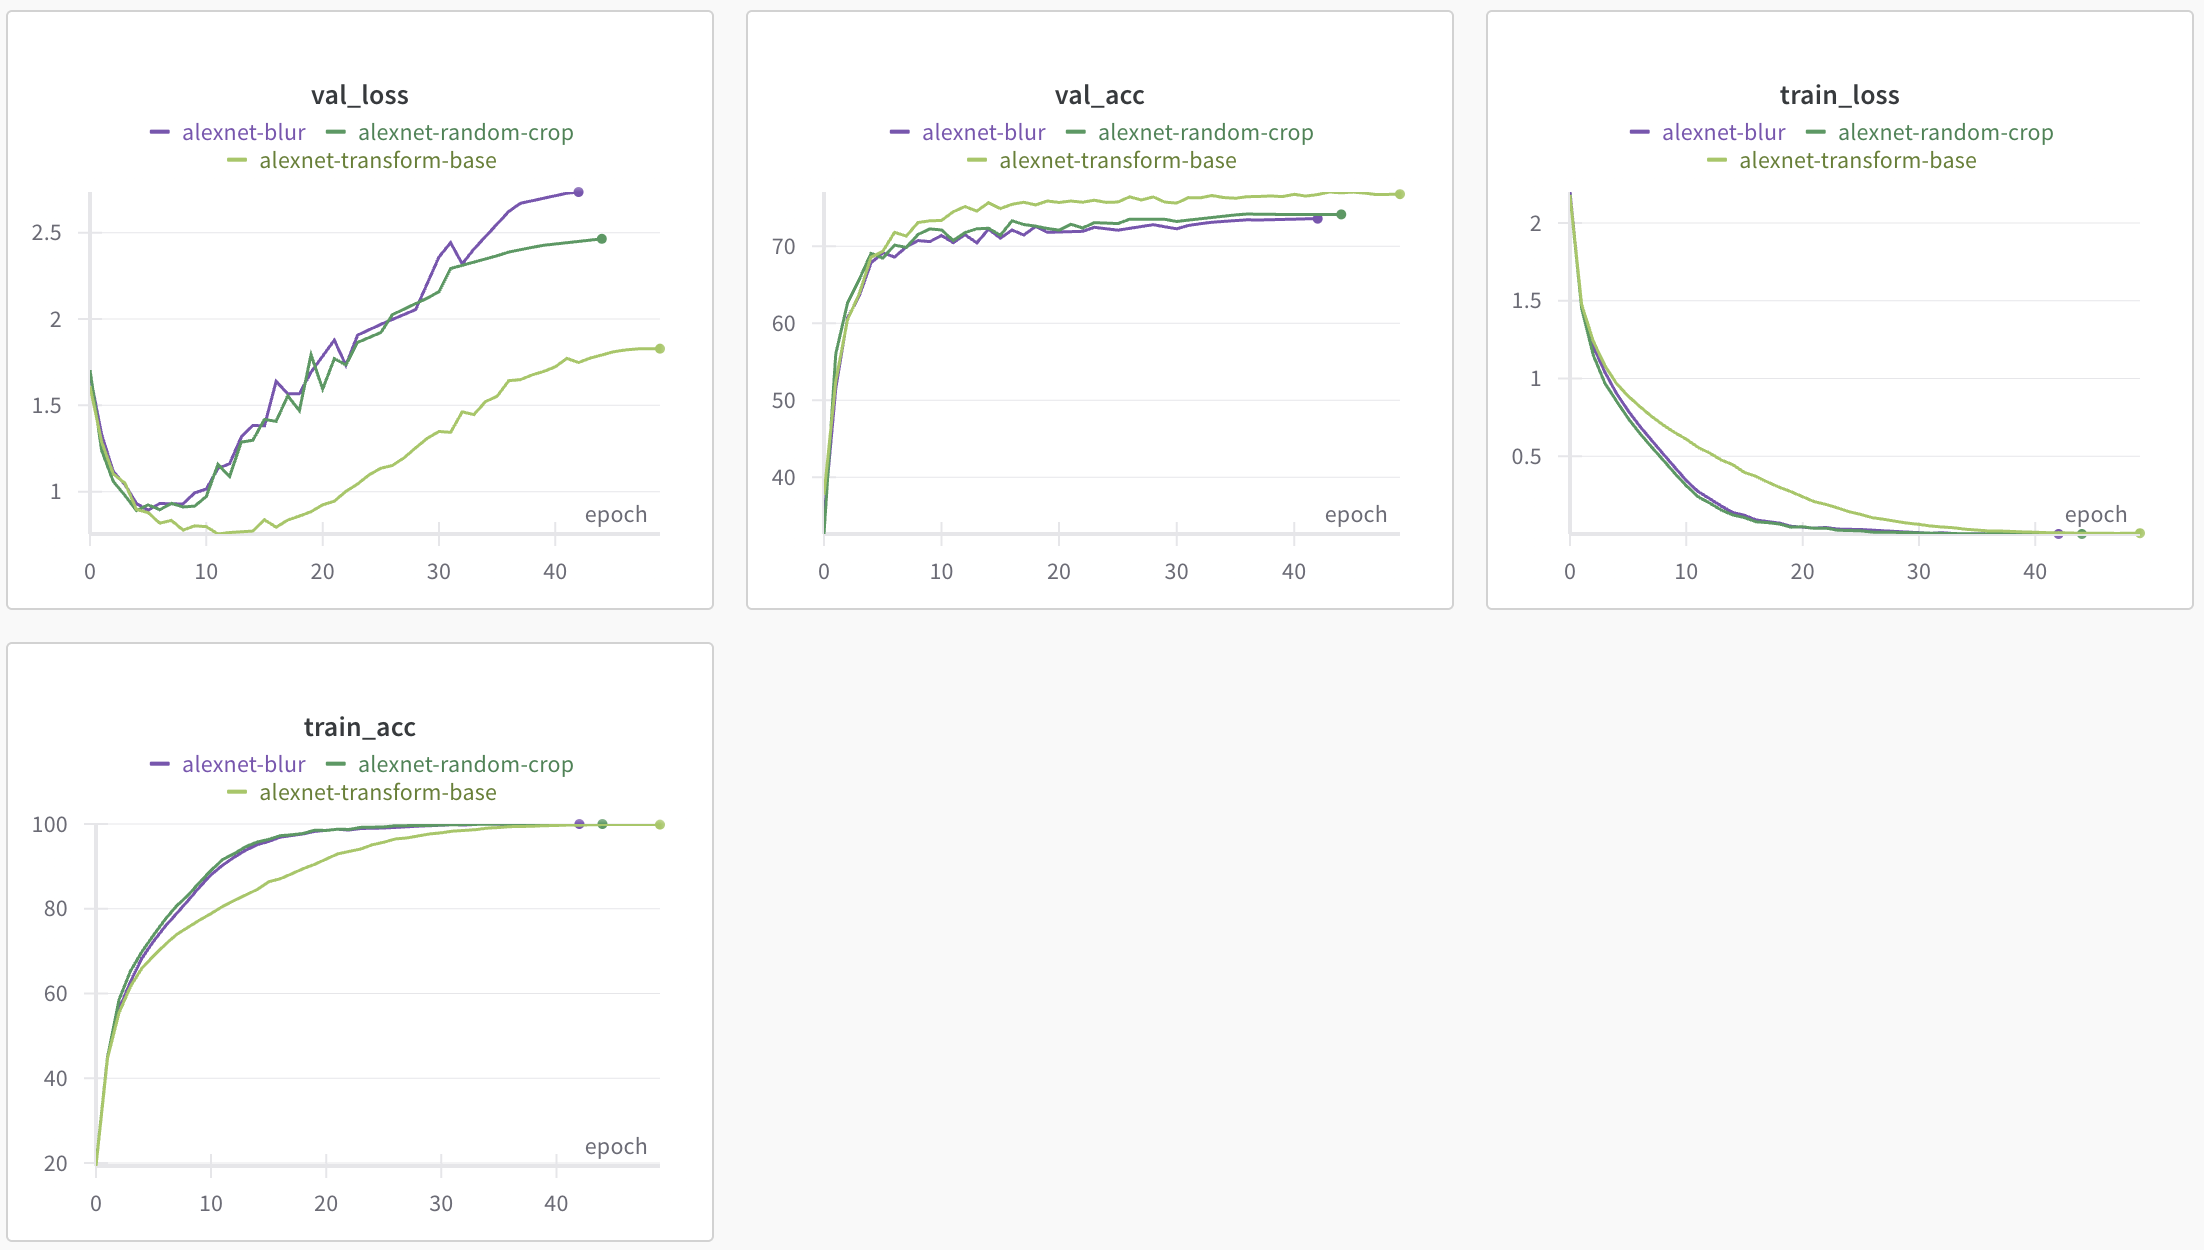 val_loss
alexnet-blur alexnet-random-crop
alexnet-transform-base
2.5
2
1.5
1
epoch
0 10 20 30 40
val_acc
alexnet-blur alexnet-random-crop
alexnet-transform-base
70
60
50
40
epoch
0 10 20 30 40
train_loss
alexnet-blur alexnet-random-crop
alexnet-transform-base
2
1.5
1
0.5
epoch
0 10 20 30 40
train_acc
alexnet-blur alexnet-random-crop
alexnet-transform-base
100
80
60
40
20
epoch
0 10 20 30 40